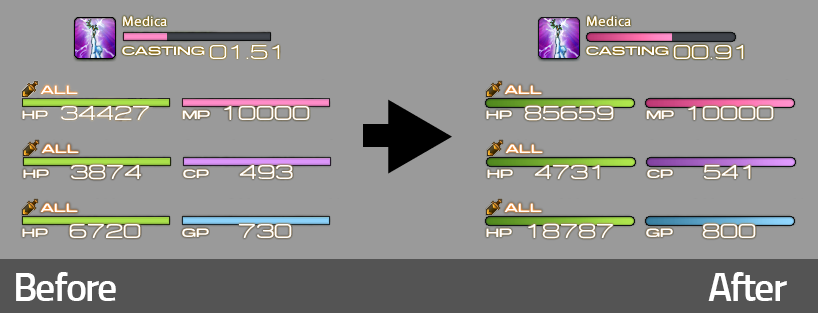 Medica
CASTING 01.51
ALL
HP 34427 MP 10000
ALL
HP 3874 CP 493
ALL
HP 6720 GP 730
Medica
CASTING 00.91
ALL
HP 85659 MP 10000
ALL
HP 4731 CP 541
ALL
HP 18787 GP 800
Before
After